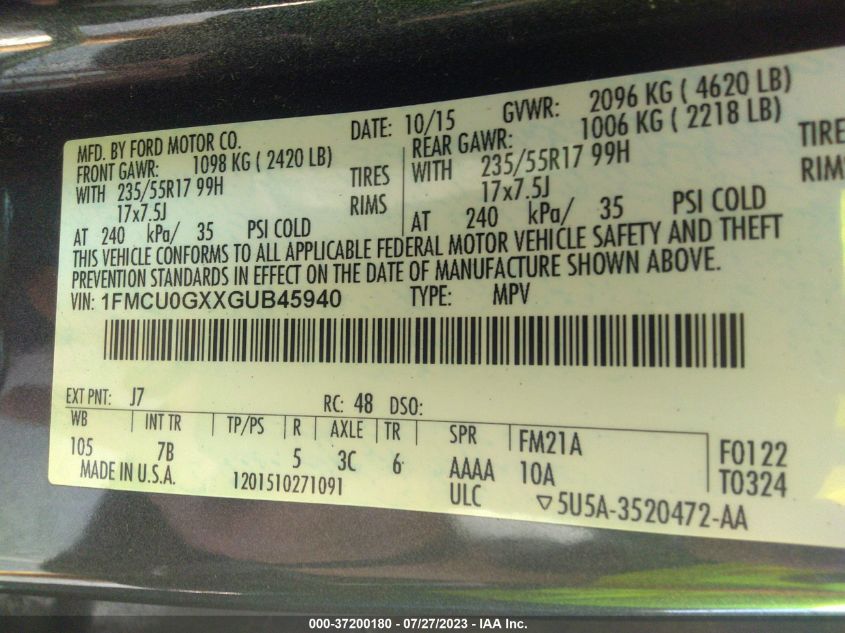 MFD. BY FORD MOTOR CO. DATE: 10/15 GVWR: 2096 KG ( 4620 LB)
FRONT GAWR: 1098 KG ( 2420 LB) REAR GAWR: 1006 KG ( 2218 LB)
WITH 235/55R17 99H TIRES WITH 235/55R17 99H TIRES
17x7.5J RIMS 17x7.5J RIMS
AT 240 kPa/ 35 PSI COLD AT 240 kPa/ 35 PSI COLD
THIS VEHICLE CONFORMS TO ALL APPLICABLE FEDERAL MOTOR VEHICLE SAFETY AND THEFT
PREVENTION STANDARDS IN EFFECT ON THE DATE OF MANUFACTURE SHOWN ABOVE.
VIN: 1FMCU0GXXGUB45940 TYPE: MPV
EXT PNT: J7 RC: 48 DSO:
WB INT TR TP/PS R AXLE TR SPR FM21A F0122
105 7B 5 3C 6 AAAA 10A T0324
MADE IN U.S.A. 1201510271091 ULC ▽5U5A-3520472-AA
000-37200180 - 07/27/2023 - IAA Inc.